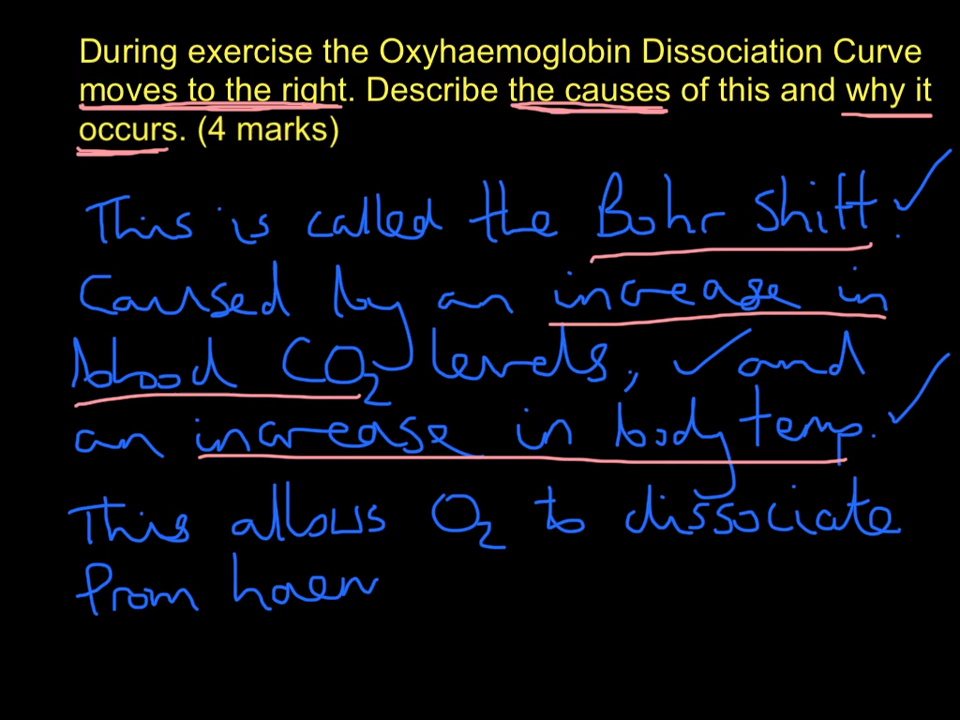 During exercise the Oxyhaemoglobin Dissociation Curve
moves to the right. Describe the causes of this and why it
occurs. (4 marks)
This is called the Bohr Shift.
Caused by an increase in
blood CO2 levels, and
an increase in body temp.
This allows O2 to dissociate
from haem